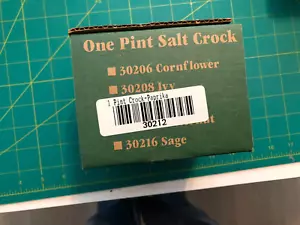 One Pint Salt Crock
30206 Cornflower
30208 Ivy
1 Pint Crock-Paprika
30212
30216 Sage